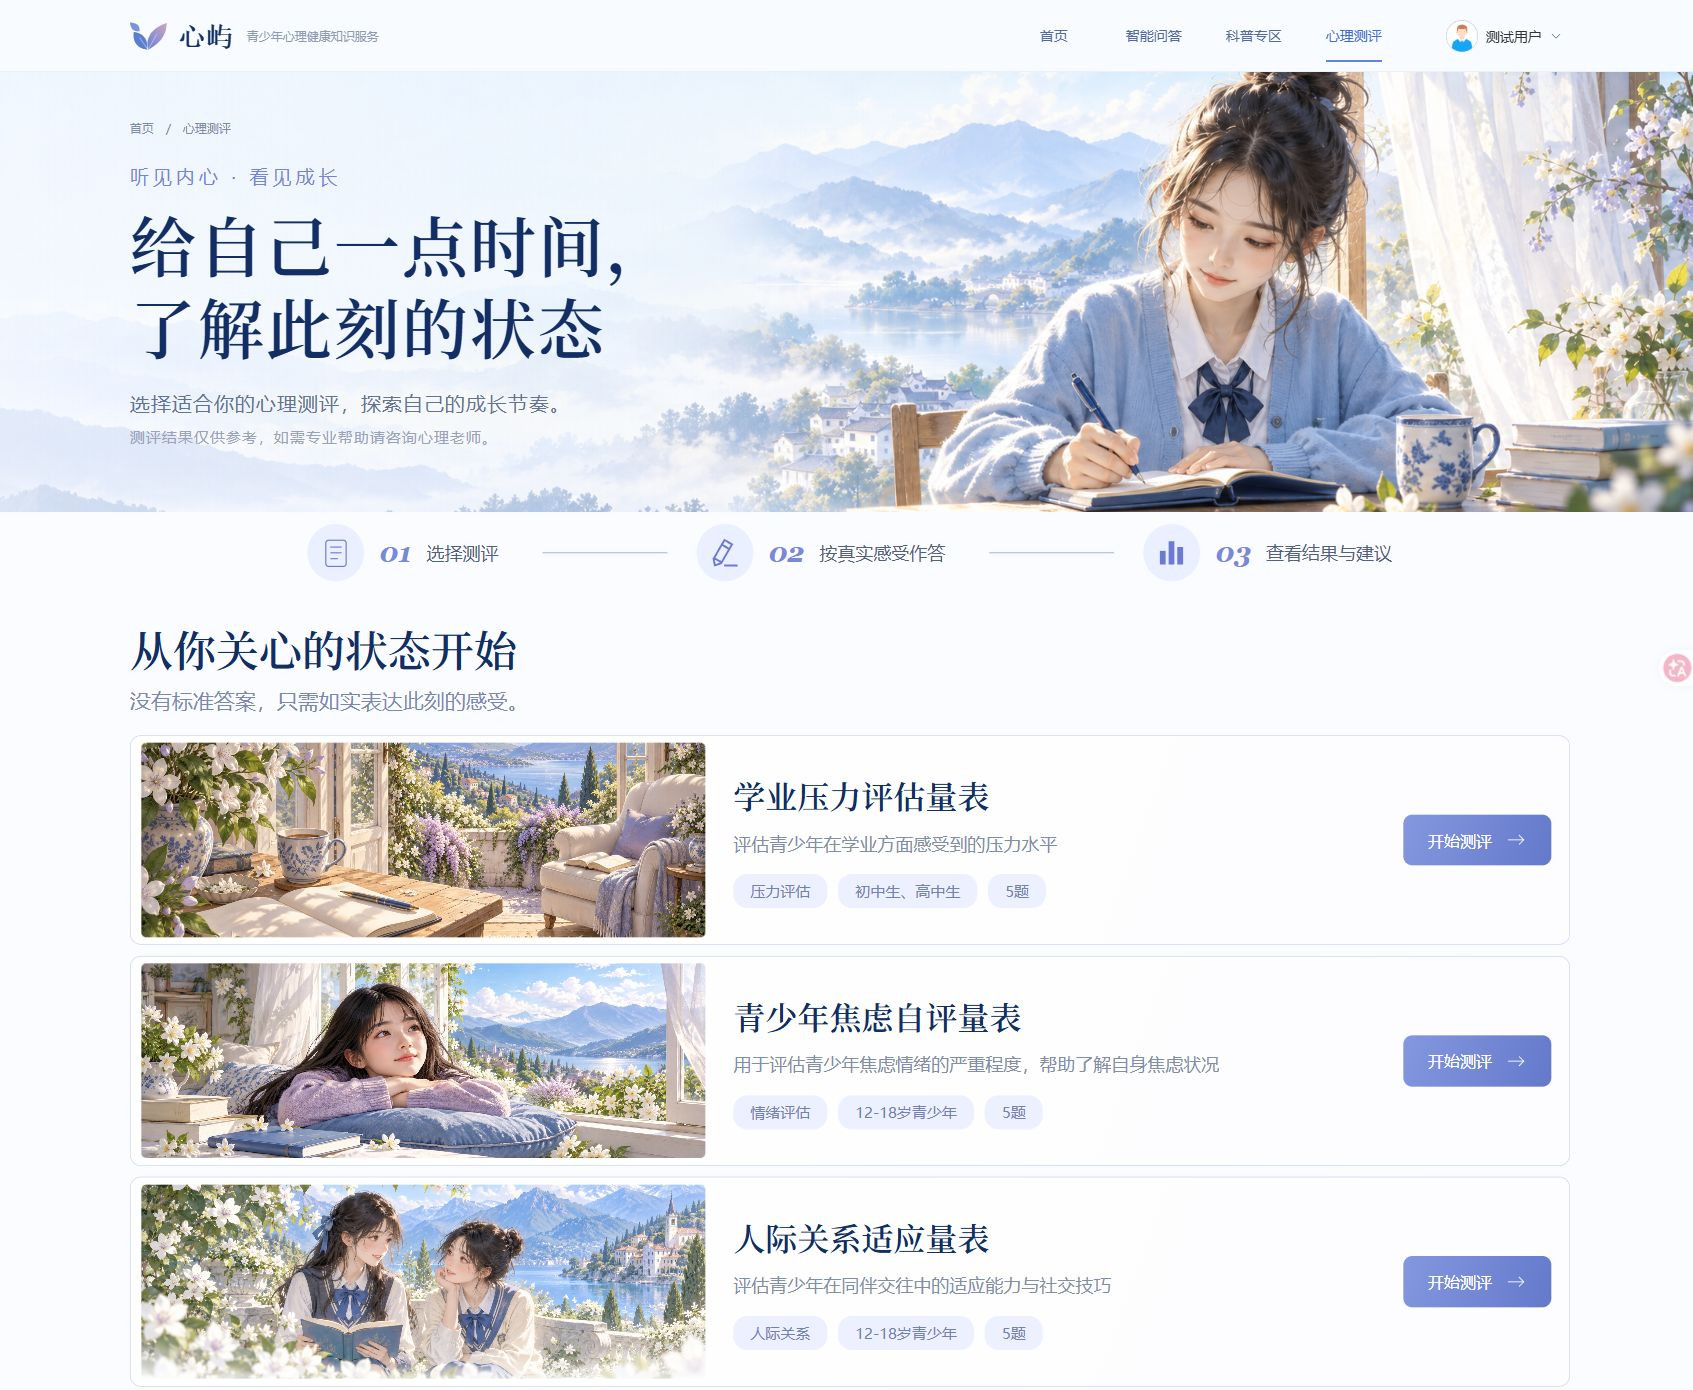 心屿 青少年心理健康知识服务 首页 智能问答 科普专区 心理测评 测试用户
首页 / 心理测评
听见内心 · 看见成长
给自己一点时间，
了解此刻的状态
选择适合你的心理测评，探索自己的成长节奏。
测评结果仅供参考，如需专业帮助请咨询心理老师。
01 选择测评 02 按真实感受作答 03 查看结果与建议
从你关心的状态开始
没有标准答案，只需如实表达此刻的感受。
学业压力评估量表
评估青少年在学业方面感受到的压力水平
压力评估 初中生、高中生 5题
开始测评 →
青少年焦虑自评量表
用于评估青少年焦虑情绪的严重程度，帮助了解自身焦虑状况
情绪评估 12-18岁青少年 5题
开始测评 →
人际关系适应量表
评估青少年在同伴交往中的适应能力与社交技巧
人际关系 12-18岁青少年 5题
开始测评 →